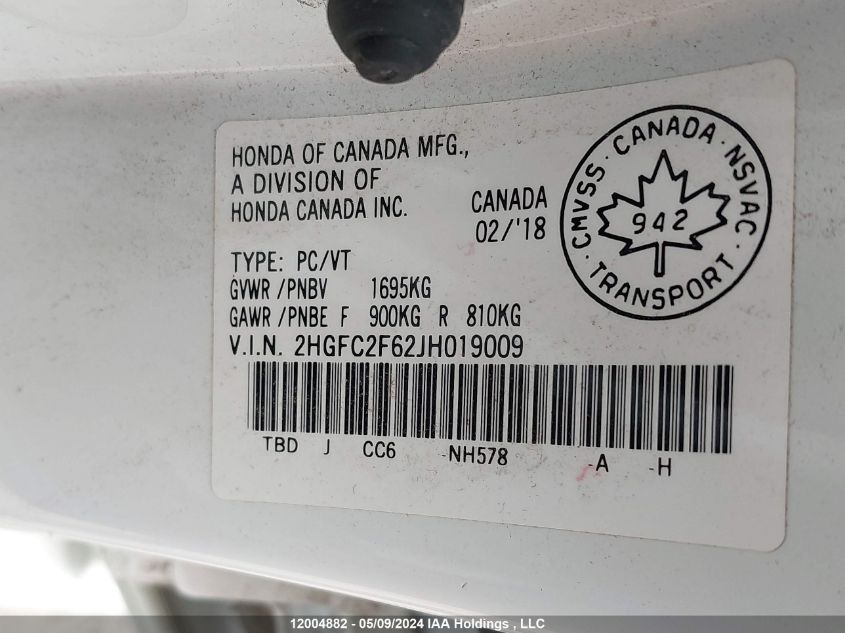 HONDA OF CANADA MFG.,
A DIVISION OF
HONDA CANADA INC.
CANADA
02/'18
TYPE: PC/VT
GVWR /PNBV 1695KG
GAWR /PNBE F 900KG R 810KG
V.I.N. 2HGFC2F62JH019009
TBD J CC6 -NH578 -A -H
CMVSS · CANADA · NSVAC
942
· TRANSPORT ·
12004882 - 05/09/2024 IAA Holdings , LLC